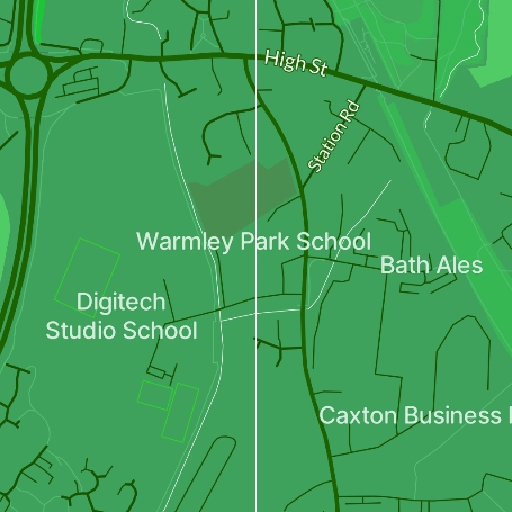 High St
Station Rd
Warmley Park School
Bath Ales
Digitech
Studio School
Caxton Business